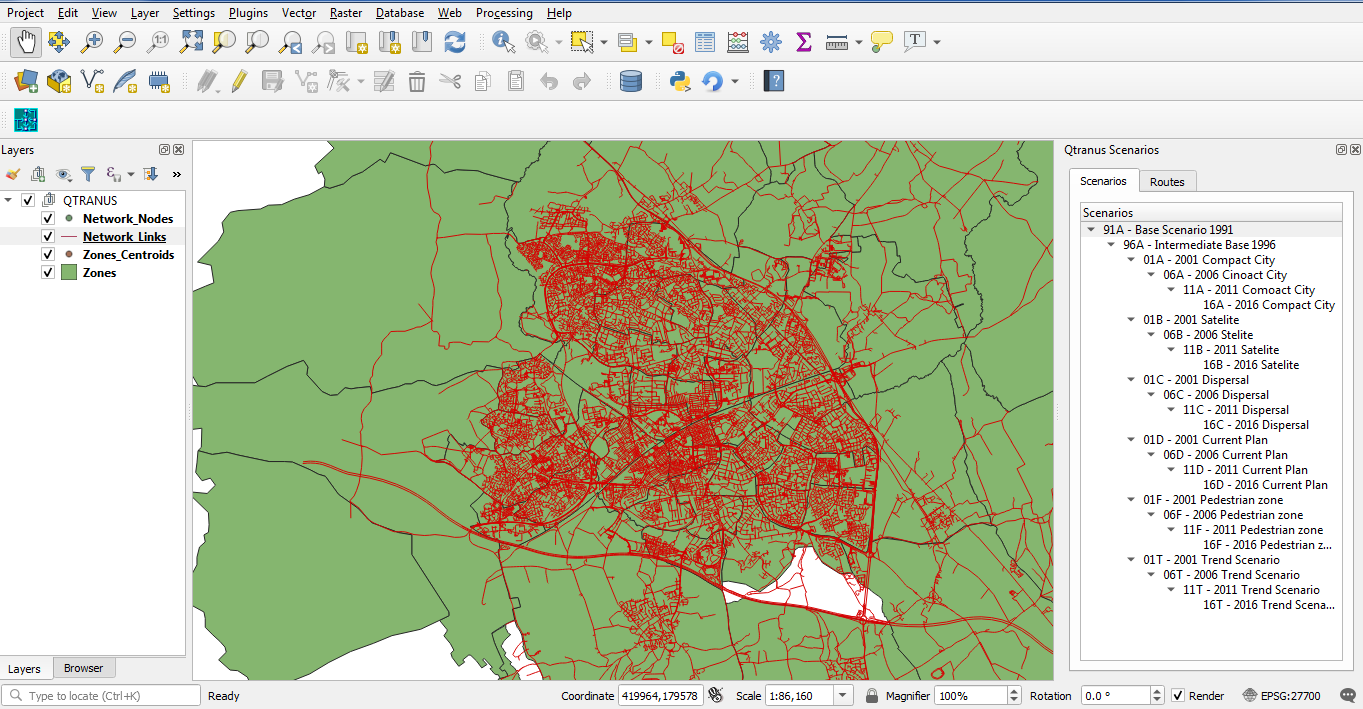 Project Edit View Layer Settings Plugins Vector Raster Database Web Processing Help
1:1
T
?
Layers
QTRANUS
Network_Nodes
Network_Links
Zones_Centroids
Zones
Layers Browser
Qtranus Scenarios
Scenarios Routes
Scenarios
91A - Base Scenario 1991
96A - Intermediate Base 1996
01A - 2001 Compact City
06A - 2006 Cinoact City
11A - 2011 Comoact City
16A - 2016 Compact City
01B - 2001 Satelite
06B - 2006 Stelite
11B - 2011 Satelite
16B - 2016 Satelite
01C - 2001 Dispersal
06C - 2006 Dispersal
11C - 2011 Dispersal
16C - 2016 Dispersal
01D - 2001 Current Plan
06D - 2006 Current Plan
11D - 2011 Current Plan
16D - 2016 Current Plan
01F - 2001 Pedestrian zone
06F - 2006 Pedestrian zone
11F - 2011 Pedestrian zone
16F - 2016 Pedestrian z...
01T - 2001 Trend Scenario
06T - 2006 Trend Scenario
11T - 2011 Trend Scenario
16T - 2016 Trend Scena...
Type to locate (Ctrl+K) Ready Coordinate 419964,179578 Scale 1:86,160 Magnifier 100% Rotation 0.0 ° Render EPSG:27700